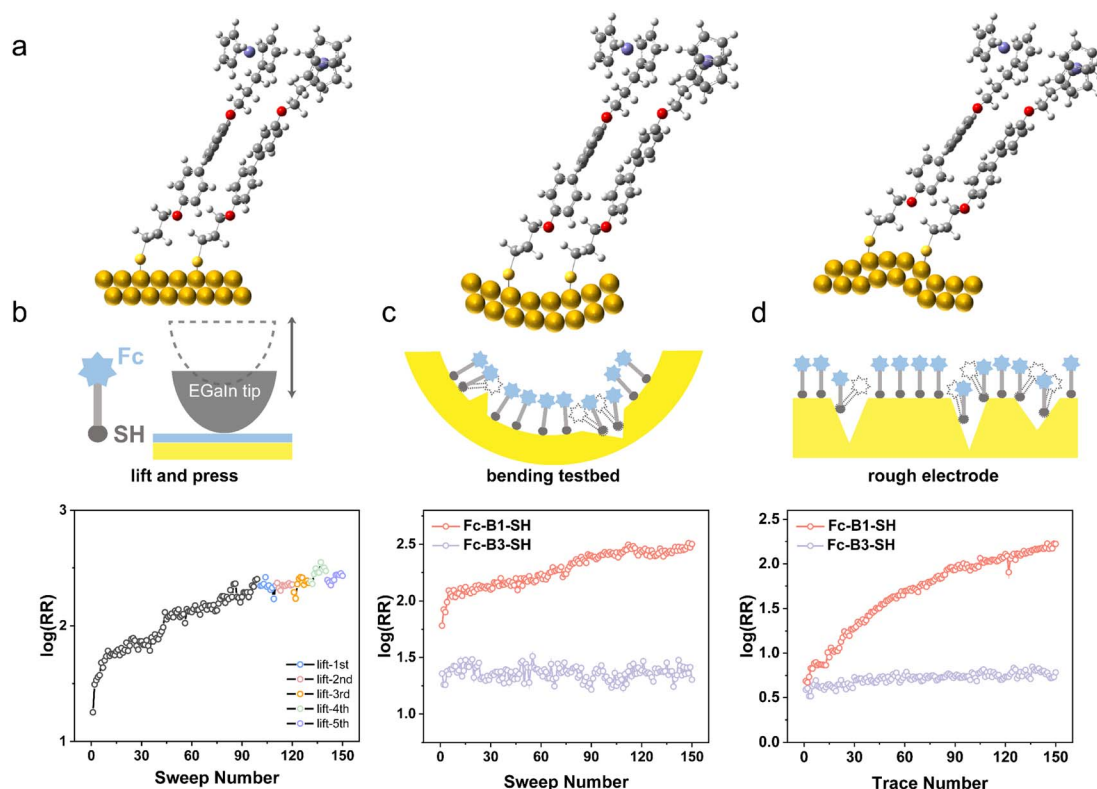 a
b
Fc
SH
EGaIn tip
lift and press
c
bending testbed
d
rough electrode
log(RR)
3
2
1
0 30 60 90 120 150
Sweep Number
lift-1st
lift-2nd
lift-3rd
lift-4th
lift-5th
log(RR)
2.5
2.0
1.5
1.0
0 30 60 90 120 150
Sweep Number
Fc-B1-SH
Fc-B3-SH
log(RR)
2.5
2.0
1.5
1.0
0.5
0.0
0 30 60 90 120 150
Trace Number
Fc-B1-SH
Fc-B3-SH